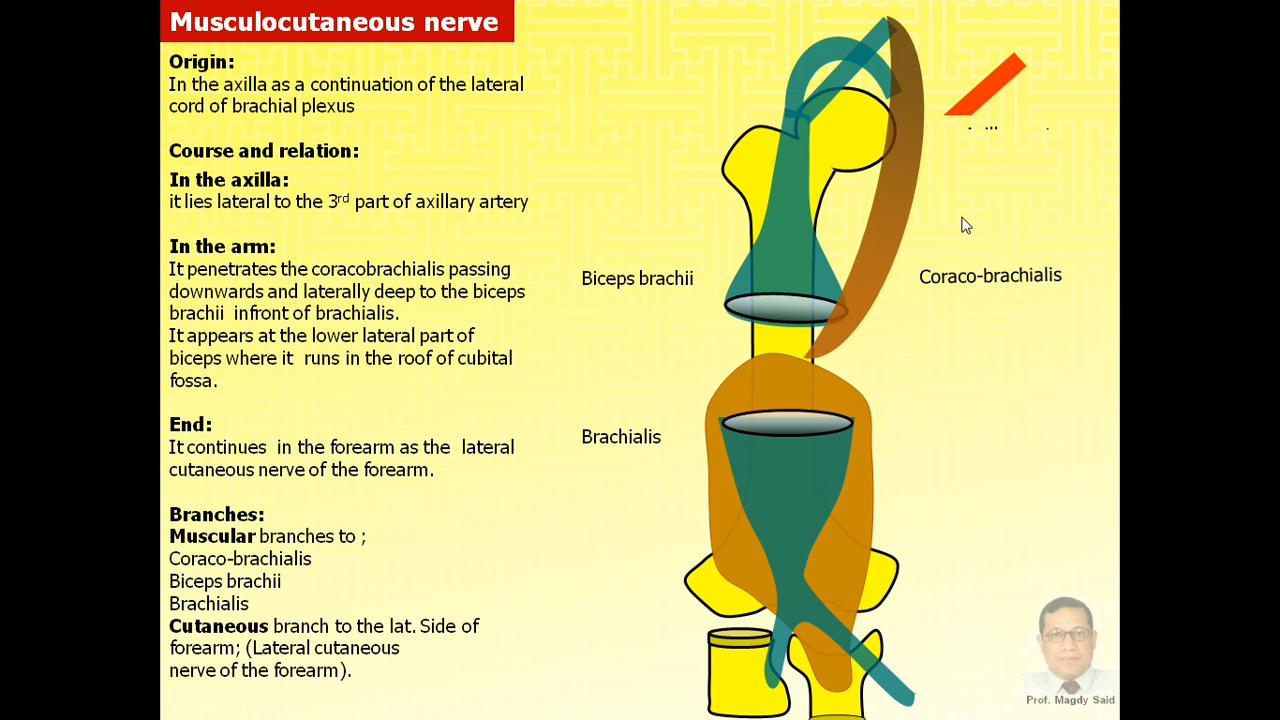 Musculocutaneous nerve
Origin:
In the axilla as a continuation of the lateral
cord of brachial plexus
Course and relation:
In the axilla:
it lies lateral to the 3rd part of axillary artery
In the arm:
It penetrates the coracobrachialis passing
downwards and laterally deep to the biceps
brachii infront of brachialis.
It appears at the lower lateral part of
biceps where it runs in the roof of cubital
fossa.
End:
It continues in the forearm as the lateral
cutaneous nerve of the forearm.
Branches:
Muscular branches to ;
Coraco-brachialis
Biceps brachii
Brachialis
Cutaneous branch to the lat. Side of
forearm; (Lateral cutaneous
nerve of the forearm).
Biceps brachii
Coraco-brachialis
Brachialis
Prof. Magdy Said